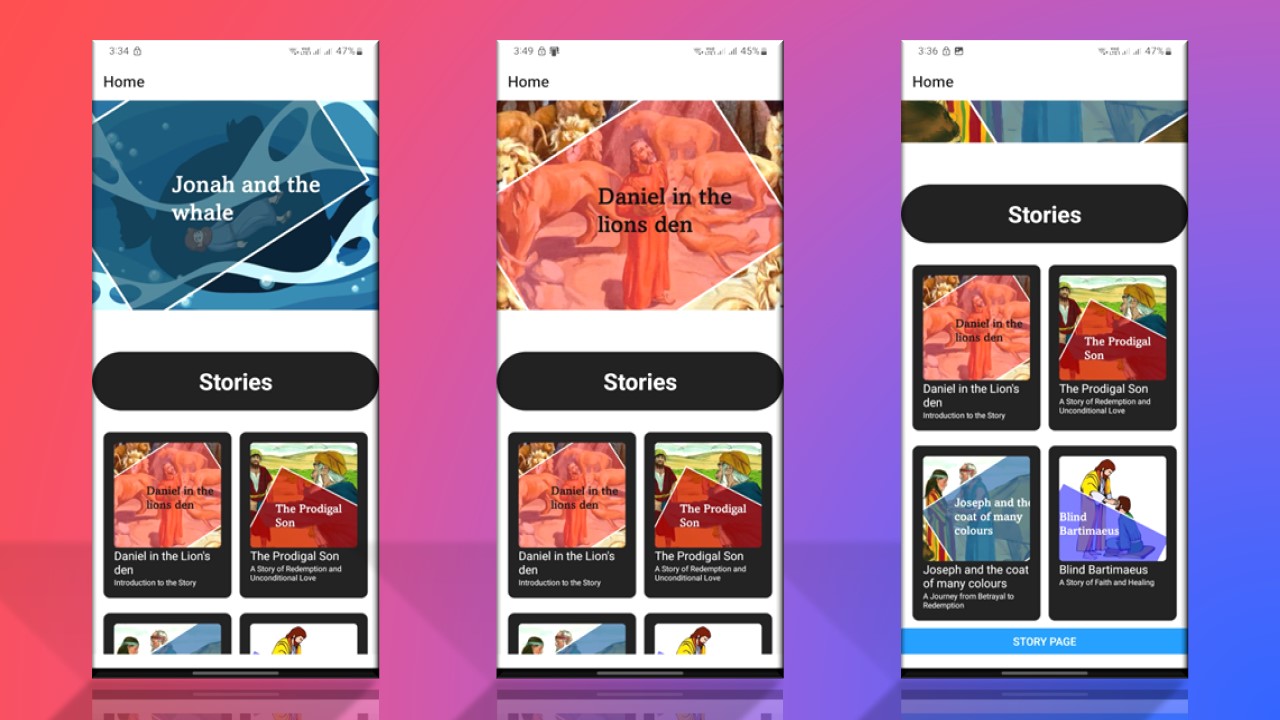 3:34
47%
Home
Jonah and the
whale
Stories
Daniel in the
lions den
Daniel in the Lion's
den
Introduction to the Story
The Prodigal
Son
The Prodigal Son
A Story of Redemption and
Unconditional Love
3:49
45%
Home
Daniel in the
lions den
Stories
Daniel in the
lions den
Daniel in the Lion's
den
Introduction to the Story
The Prodigal
Son
The Prodigal Son
A Story of Redemption and
Unconditional Love
3:36
47%
Home
Stories
Daniel in the
lions den
Daniel in the Lion's
den
Introduction to the Story
The Prodigal
Son
The Prodigal Son
A Story of Redemption and
Unconditional Love
Joseph and the
coat of many
colours
Joseph and the coat
of many colours
A Journey from Betrayal to
Redemption
Blind
Bartimaeus
Blind Bartimaeus
A Story of Faith and Healing
STORY PAGE